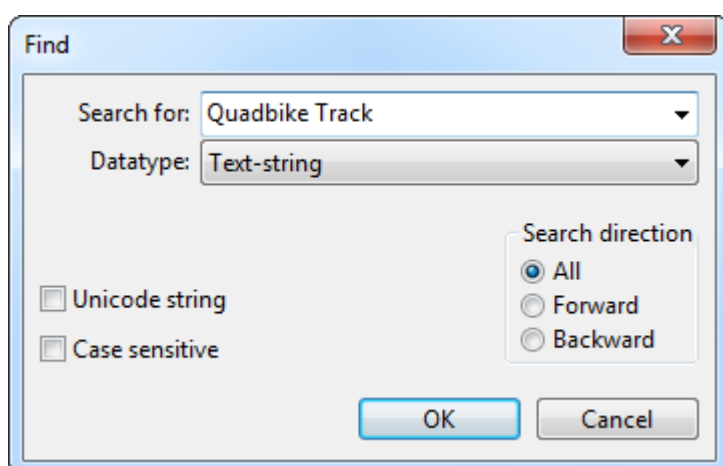 Find
Search for: Quadbike Track
Datatype: Text-string
Search direction
All
Unicode string
Forward
Case sensitive
Backward
OK Cancel